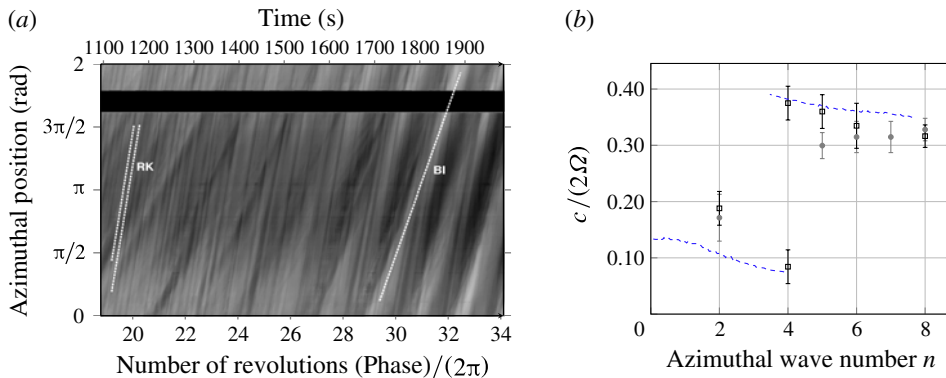 (a)
Time (s)
1100 1200 1300 1400 1500 1600 1700 1800 1900
Azimuthal position (rad)
2
3π/2
π
π/2
0
RK
BI
20 22 24 26 28 30 32 34
Number of revolutions (Phase)/(2π)
(b)
c/(2Ω)
0.40
0.30
0.20
0.10
0 2 4 6 8
Azimuthal wave number n